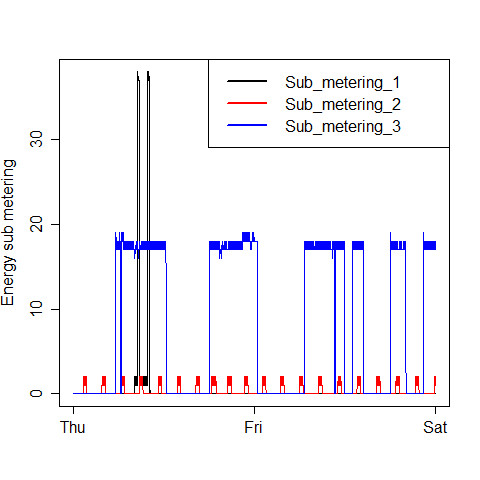 Sub_metering_1
Sub_metering_2
Sub_metering_3
Energy sub metering
30
20
10
0
Thu Fri Sat